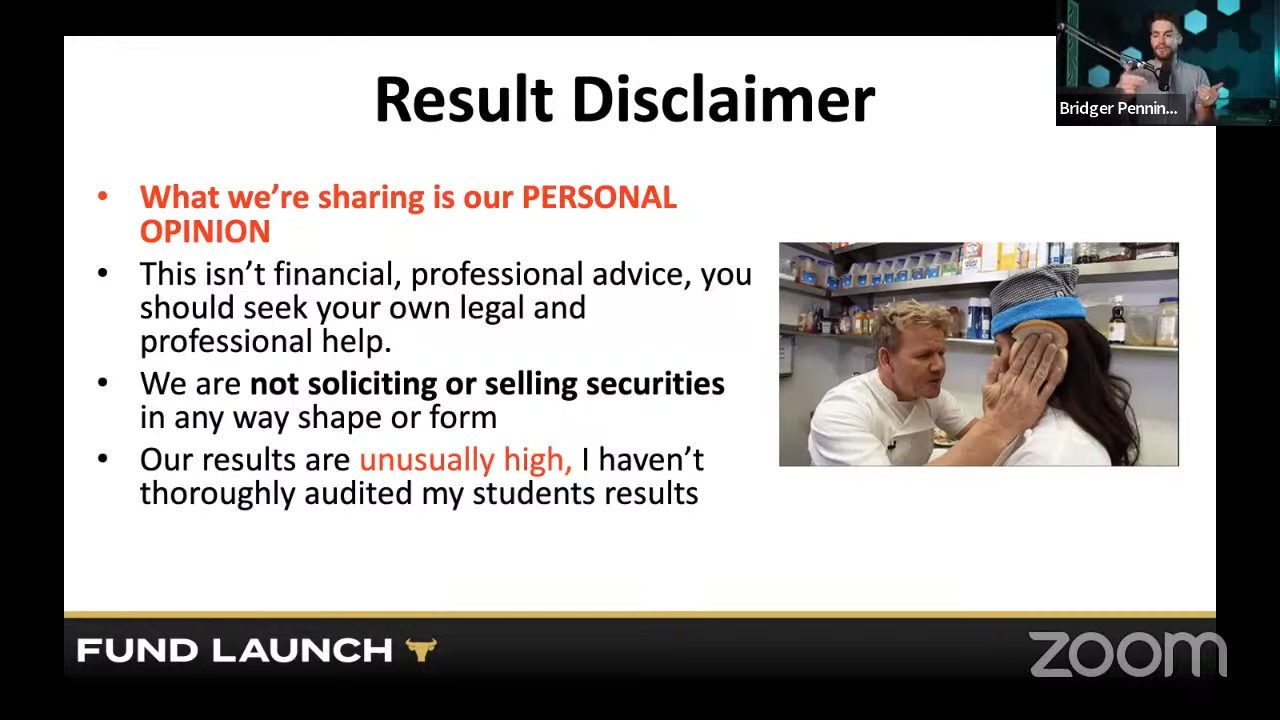 Result Disclaimer
Bridger Pennin...
• What we’re sharing is our PERSONAL
OPINION
• This isn’t financial, professional advice, you
should seek your own legal and
professional help.
• We are not soliciting or selling securities
in any way shape or form
• Our results are unusually high, I haven’t
thoroughly audited my students results
FUND LAUNCH
zoom